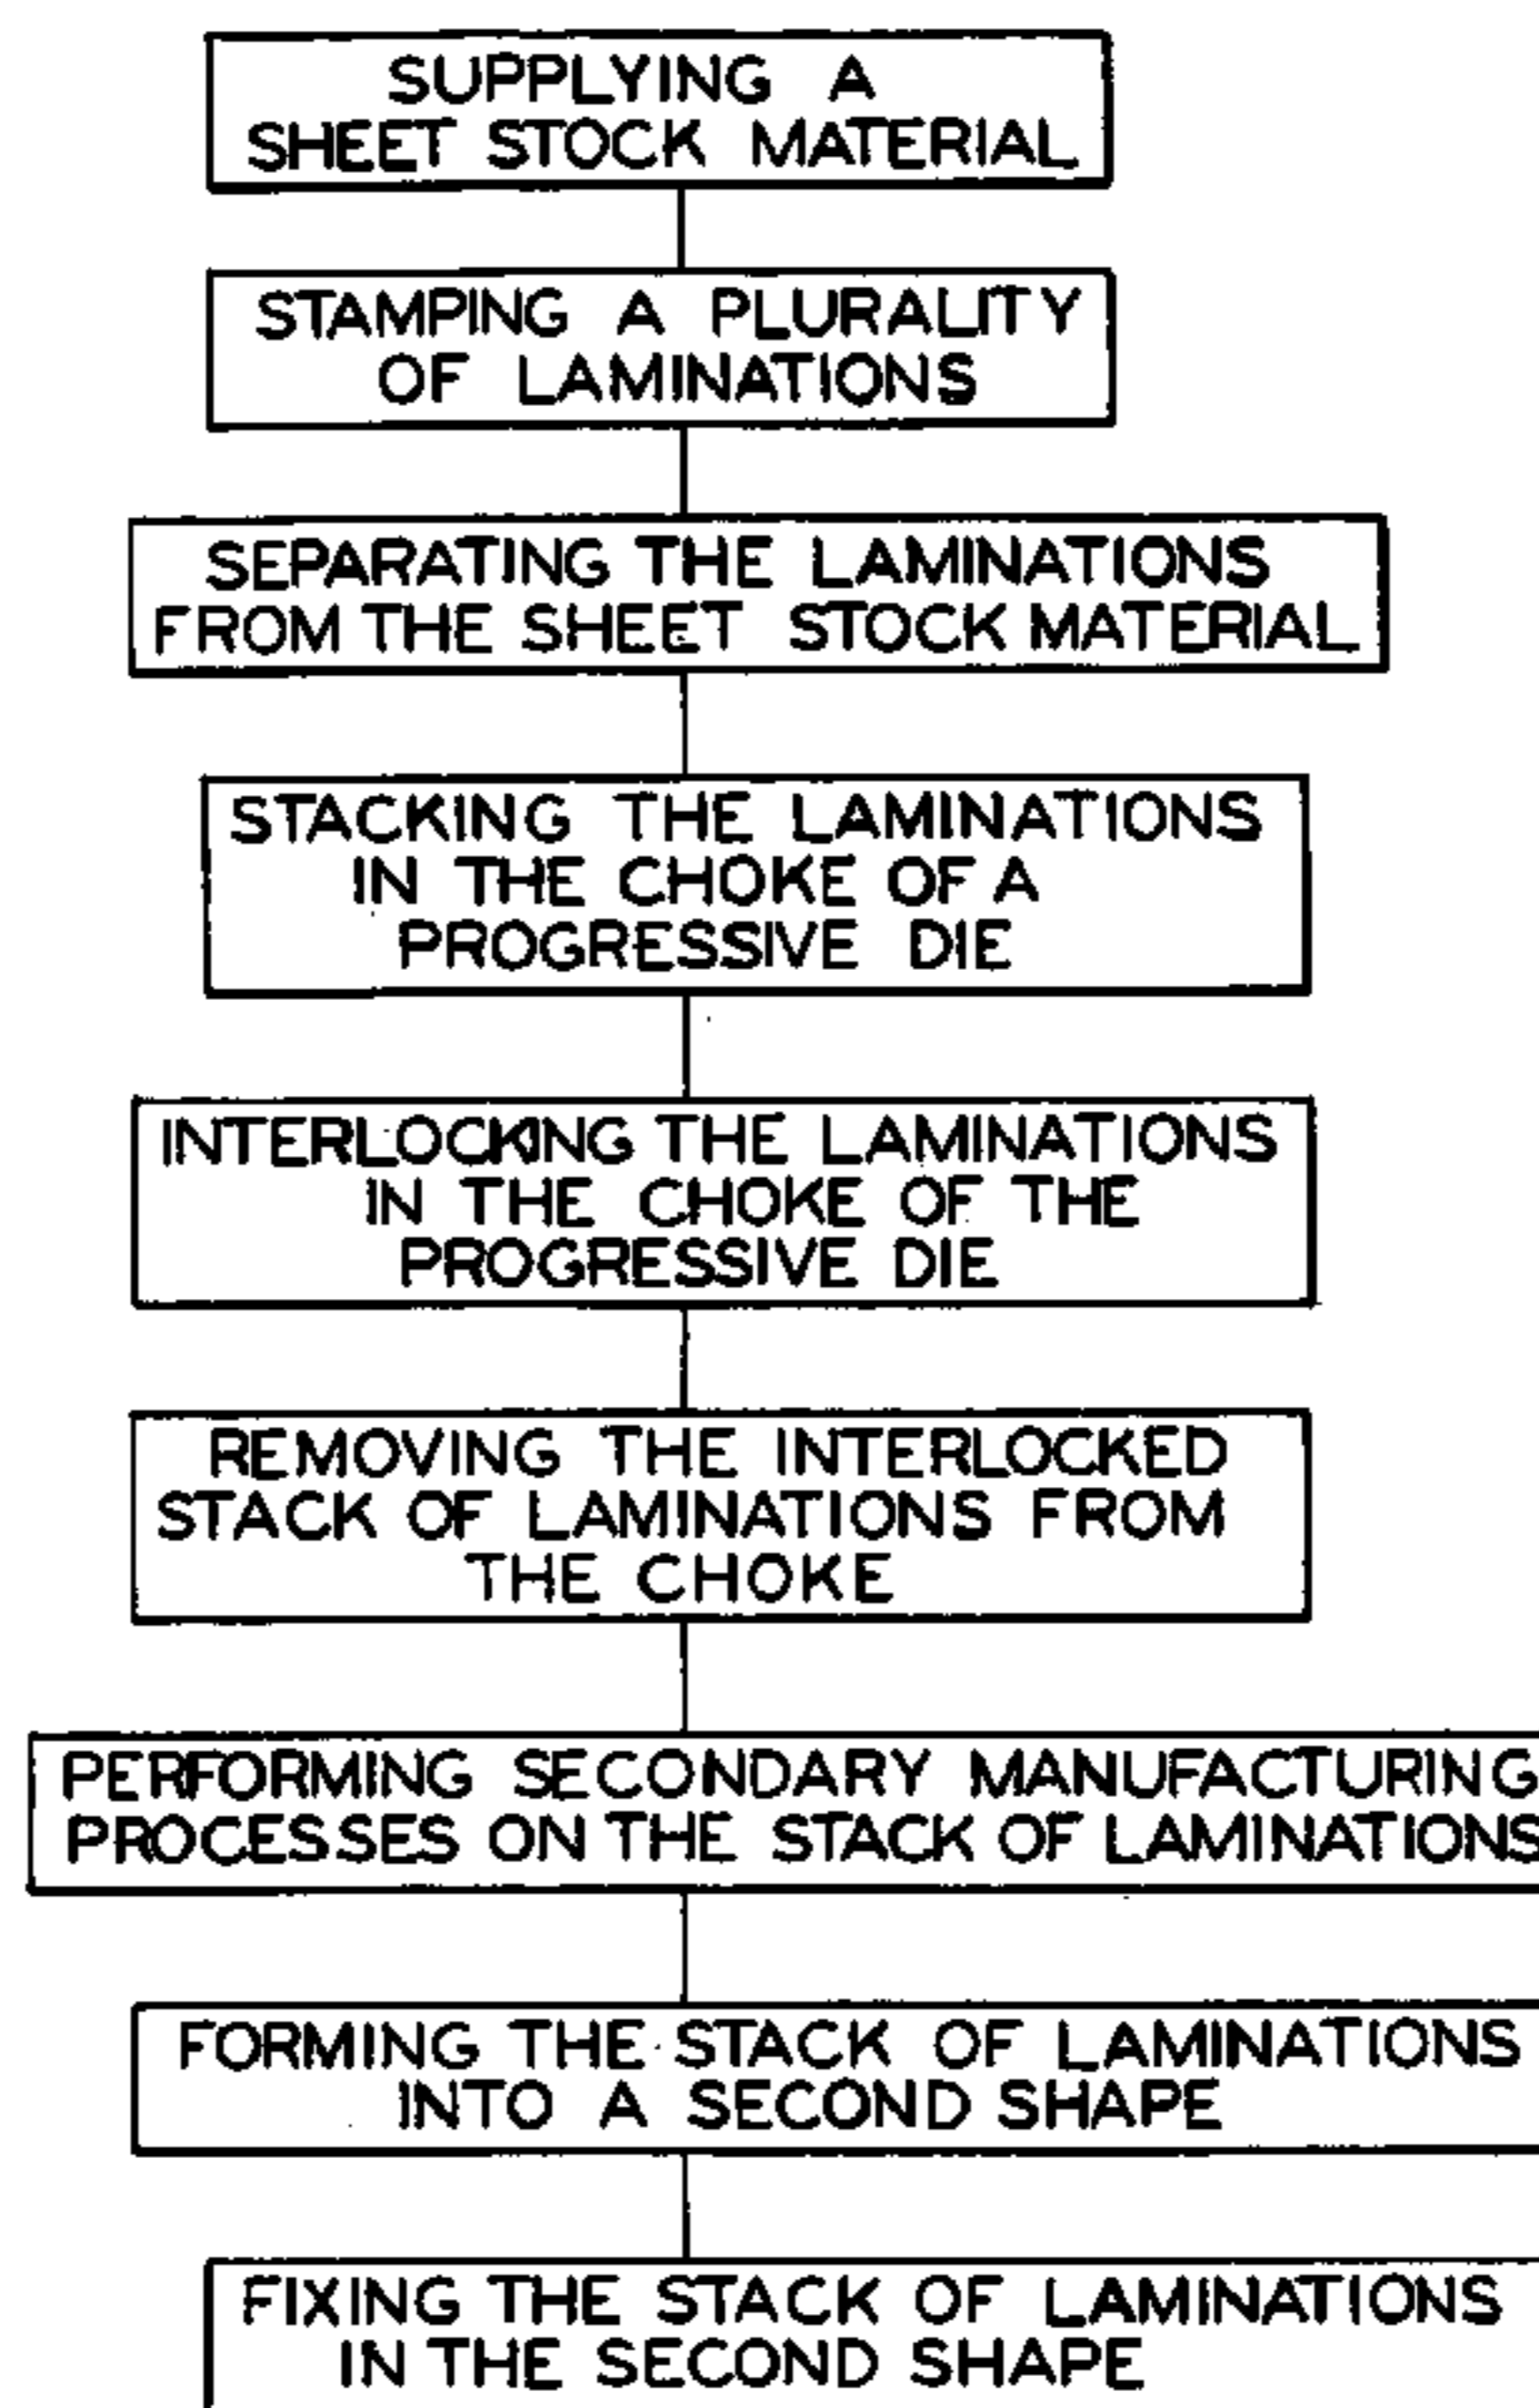 SUPPLYING A
SHEET STOCK MATERIAL
STAMPING A PLURALITY
OF LAMINATIONS
SEPARATING THE LAMINATIONS
FROM THE SHEET STOCK MATERIAL
STACKING THE LAMINATIONS
IN THE CHOKE OF A
PROGRESSIVE DIE
INTERLOCKING THE LAMINATIONS
IN THE CHOKE OF THE
PROGRESSIVE DIE
REMOVING THE INTERLOCKED
STACK OF LAMINATIONS FROM
THE CHOKE
PERFORMING SECONDARY MANUFACTURING
PROCESSES ON THE STACK OF LAMINATIONS
FORMING THE STACK OF LAMINATIONS
INTO A SECOND SHAPE
FIXING THE STACK OF LAMINATIONS
IN THE SECOND SHAPE